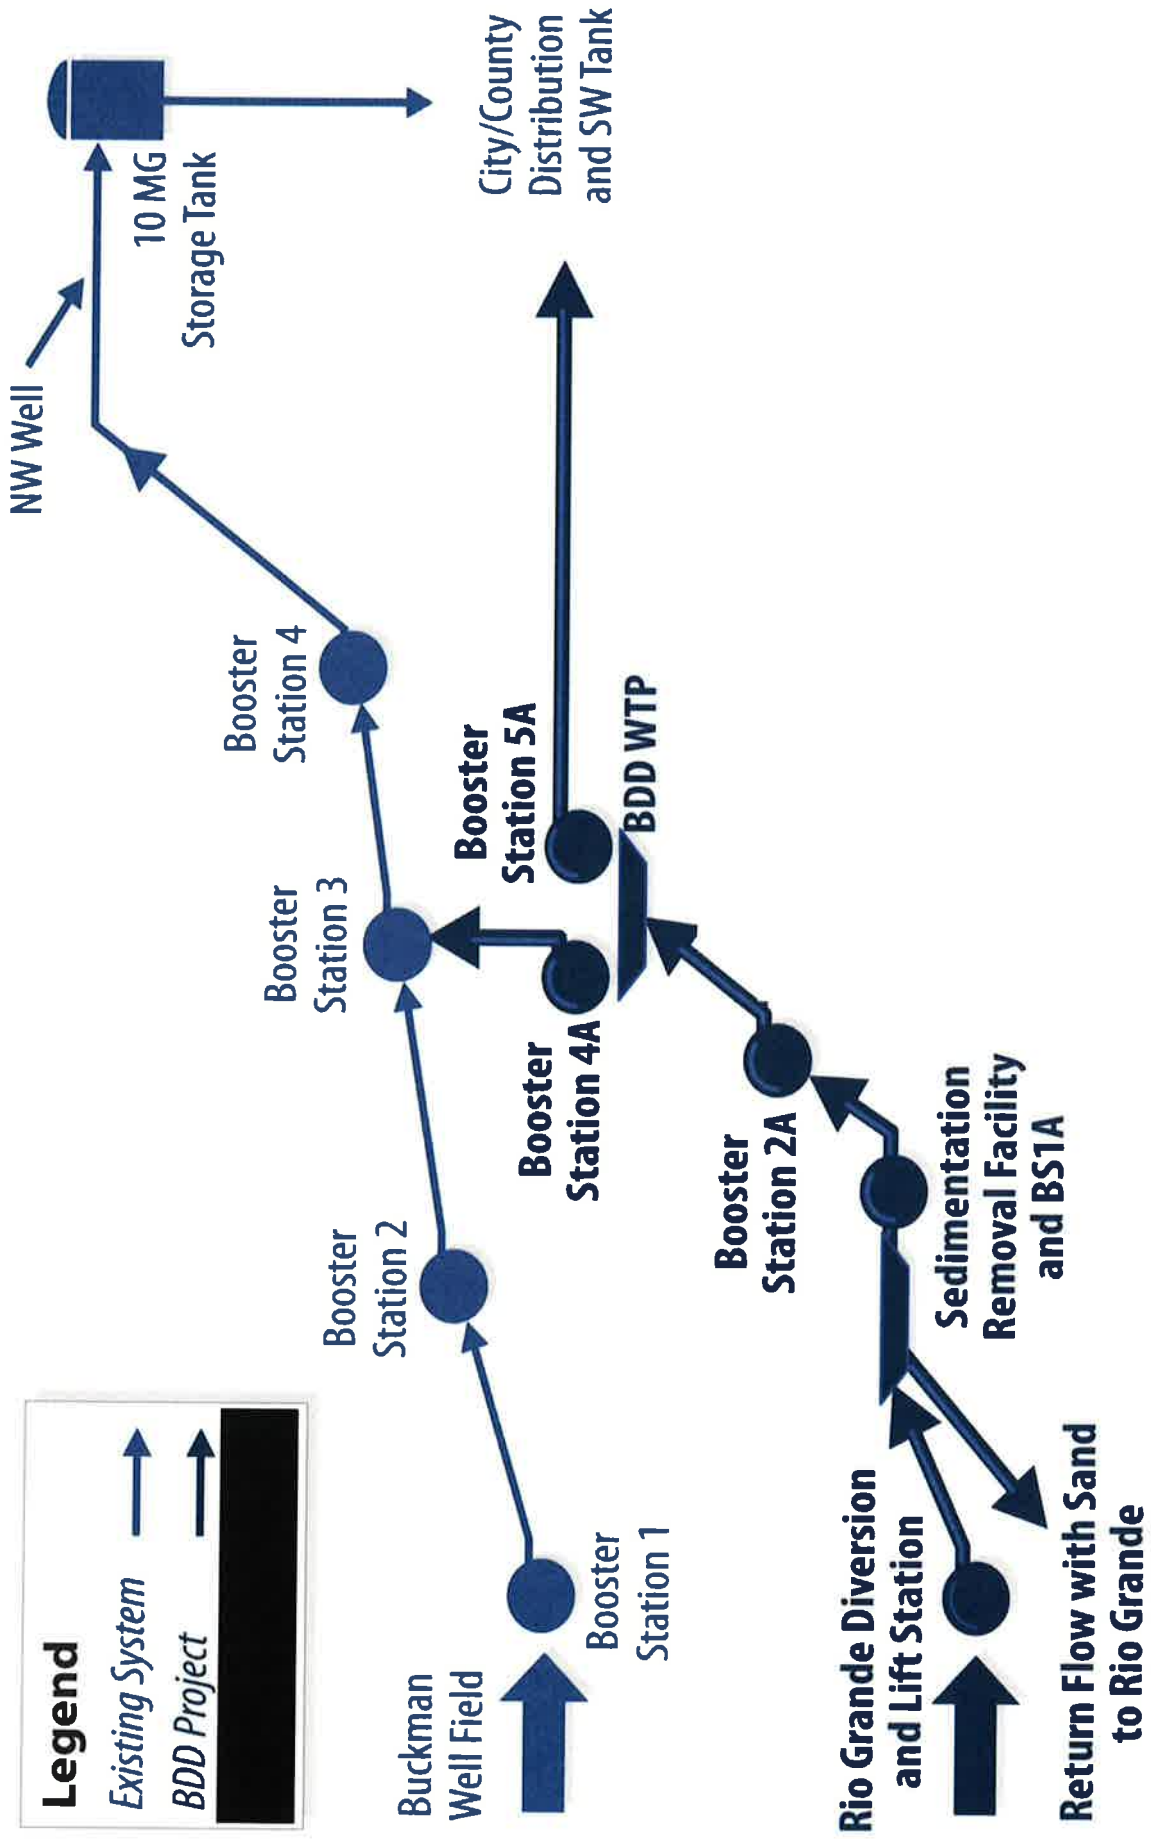 Legend
Existing System
BDD Project
NW Well
10 MG
Storage Tank
City/County
Distribution
and SW Tank
Booster
Station 4
Booster
Station 3
Booster
Station 2
Buckman
Well Field
Booster
Station 1
Booster
Station 5A
BDD WTP
Booster
Station 4A
Booster
Station 2A
Sedimentation
Removal Facility
and BS1A
Rio Grande Diversion
and Lift Station
Return Flow with Sand
to Rio Grande